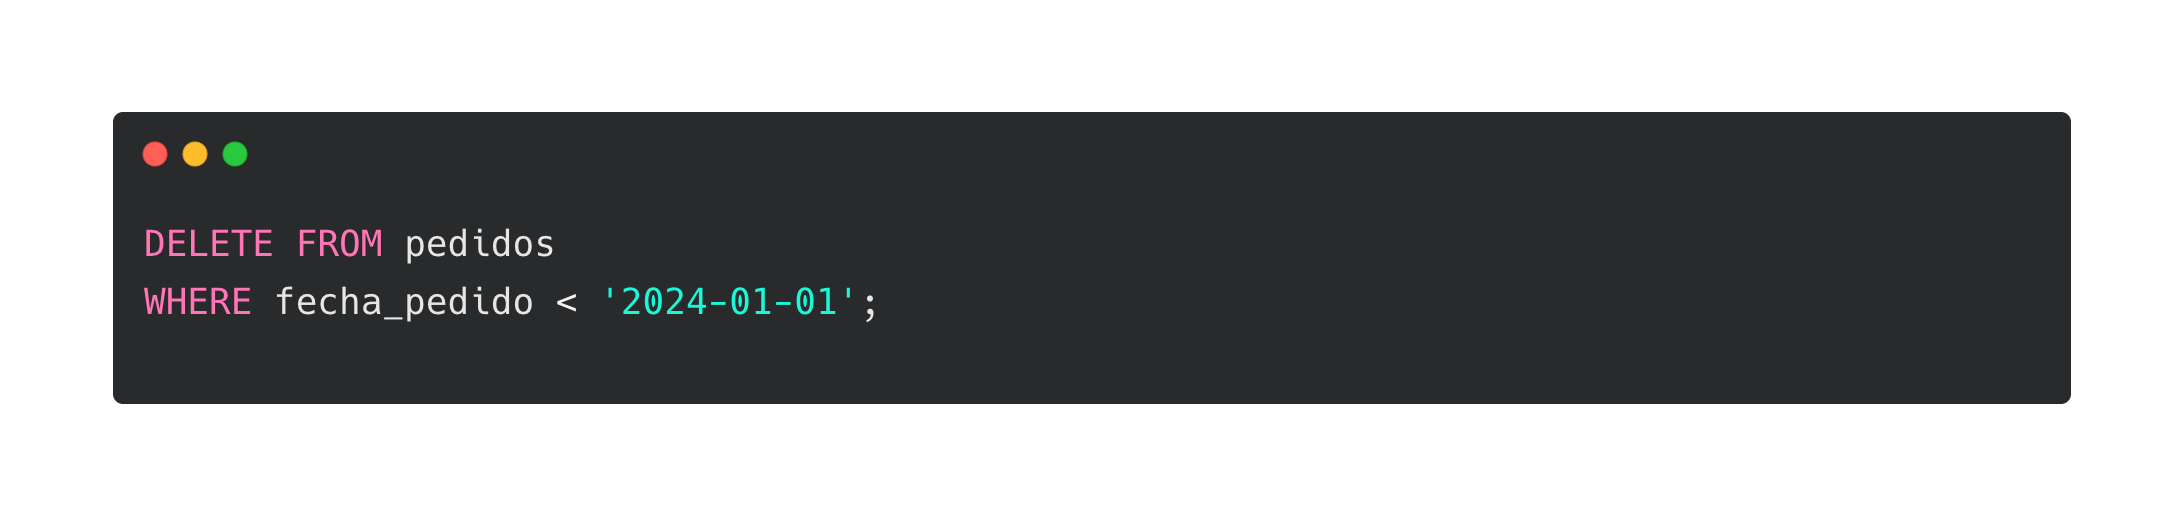 DELETE FROM pedidos
WHERE fecha_pedido < '2024-01-01';